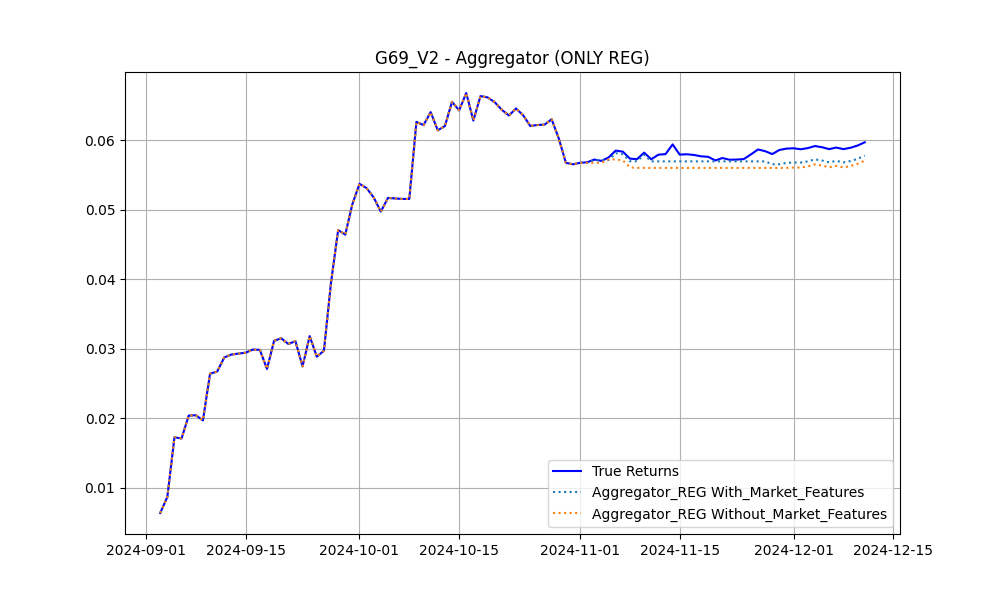 G69_V2 - Aggregator (ONLY REG)
0.06
0.05
0.04
0.03
0.02
0.01
True Returns
Aggregator_REG With_Market_Features
Aggregator_REG Without_Market_Features
2024-09-01 2024-09-15 2024-10-01 2024-10-15 2024-11-01 2024-11-15 2024-12-01 2024-12-15